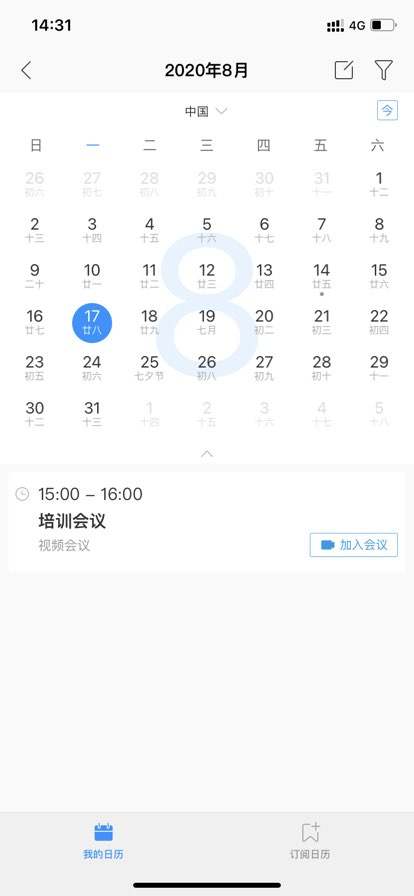 14:31 4G
2020年8月
中国 今
日 一 二 三 四 五 六
26 27 28 29 30 31 1
初六 初七 初八 初九 初十 十一 十二
2 3 4 5 6 7 8
十三 十四 十五 十六 十七 十八 十九
9 10 11 12 13 14 15
二十 廿一 廿二 廿三 廿四 廿五 廿六
16 17 18 19 20 21 22
廿七 廿八 廿九 七月 初二 初三 初四
23 24 25 26 27 28 29
初五 初六 七夕节 初八 初九 初十 十一
30 31 1 2 3 4 5
十二 十三 十四 十五 十六 十七 十八
8
15:00 – 16:00
培训会议
视频会议 加入会议
我的日历 订阅日历